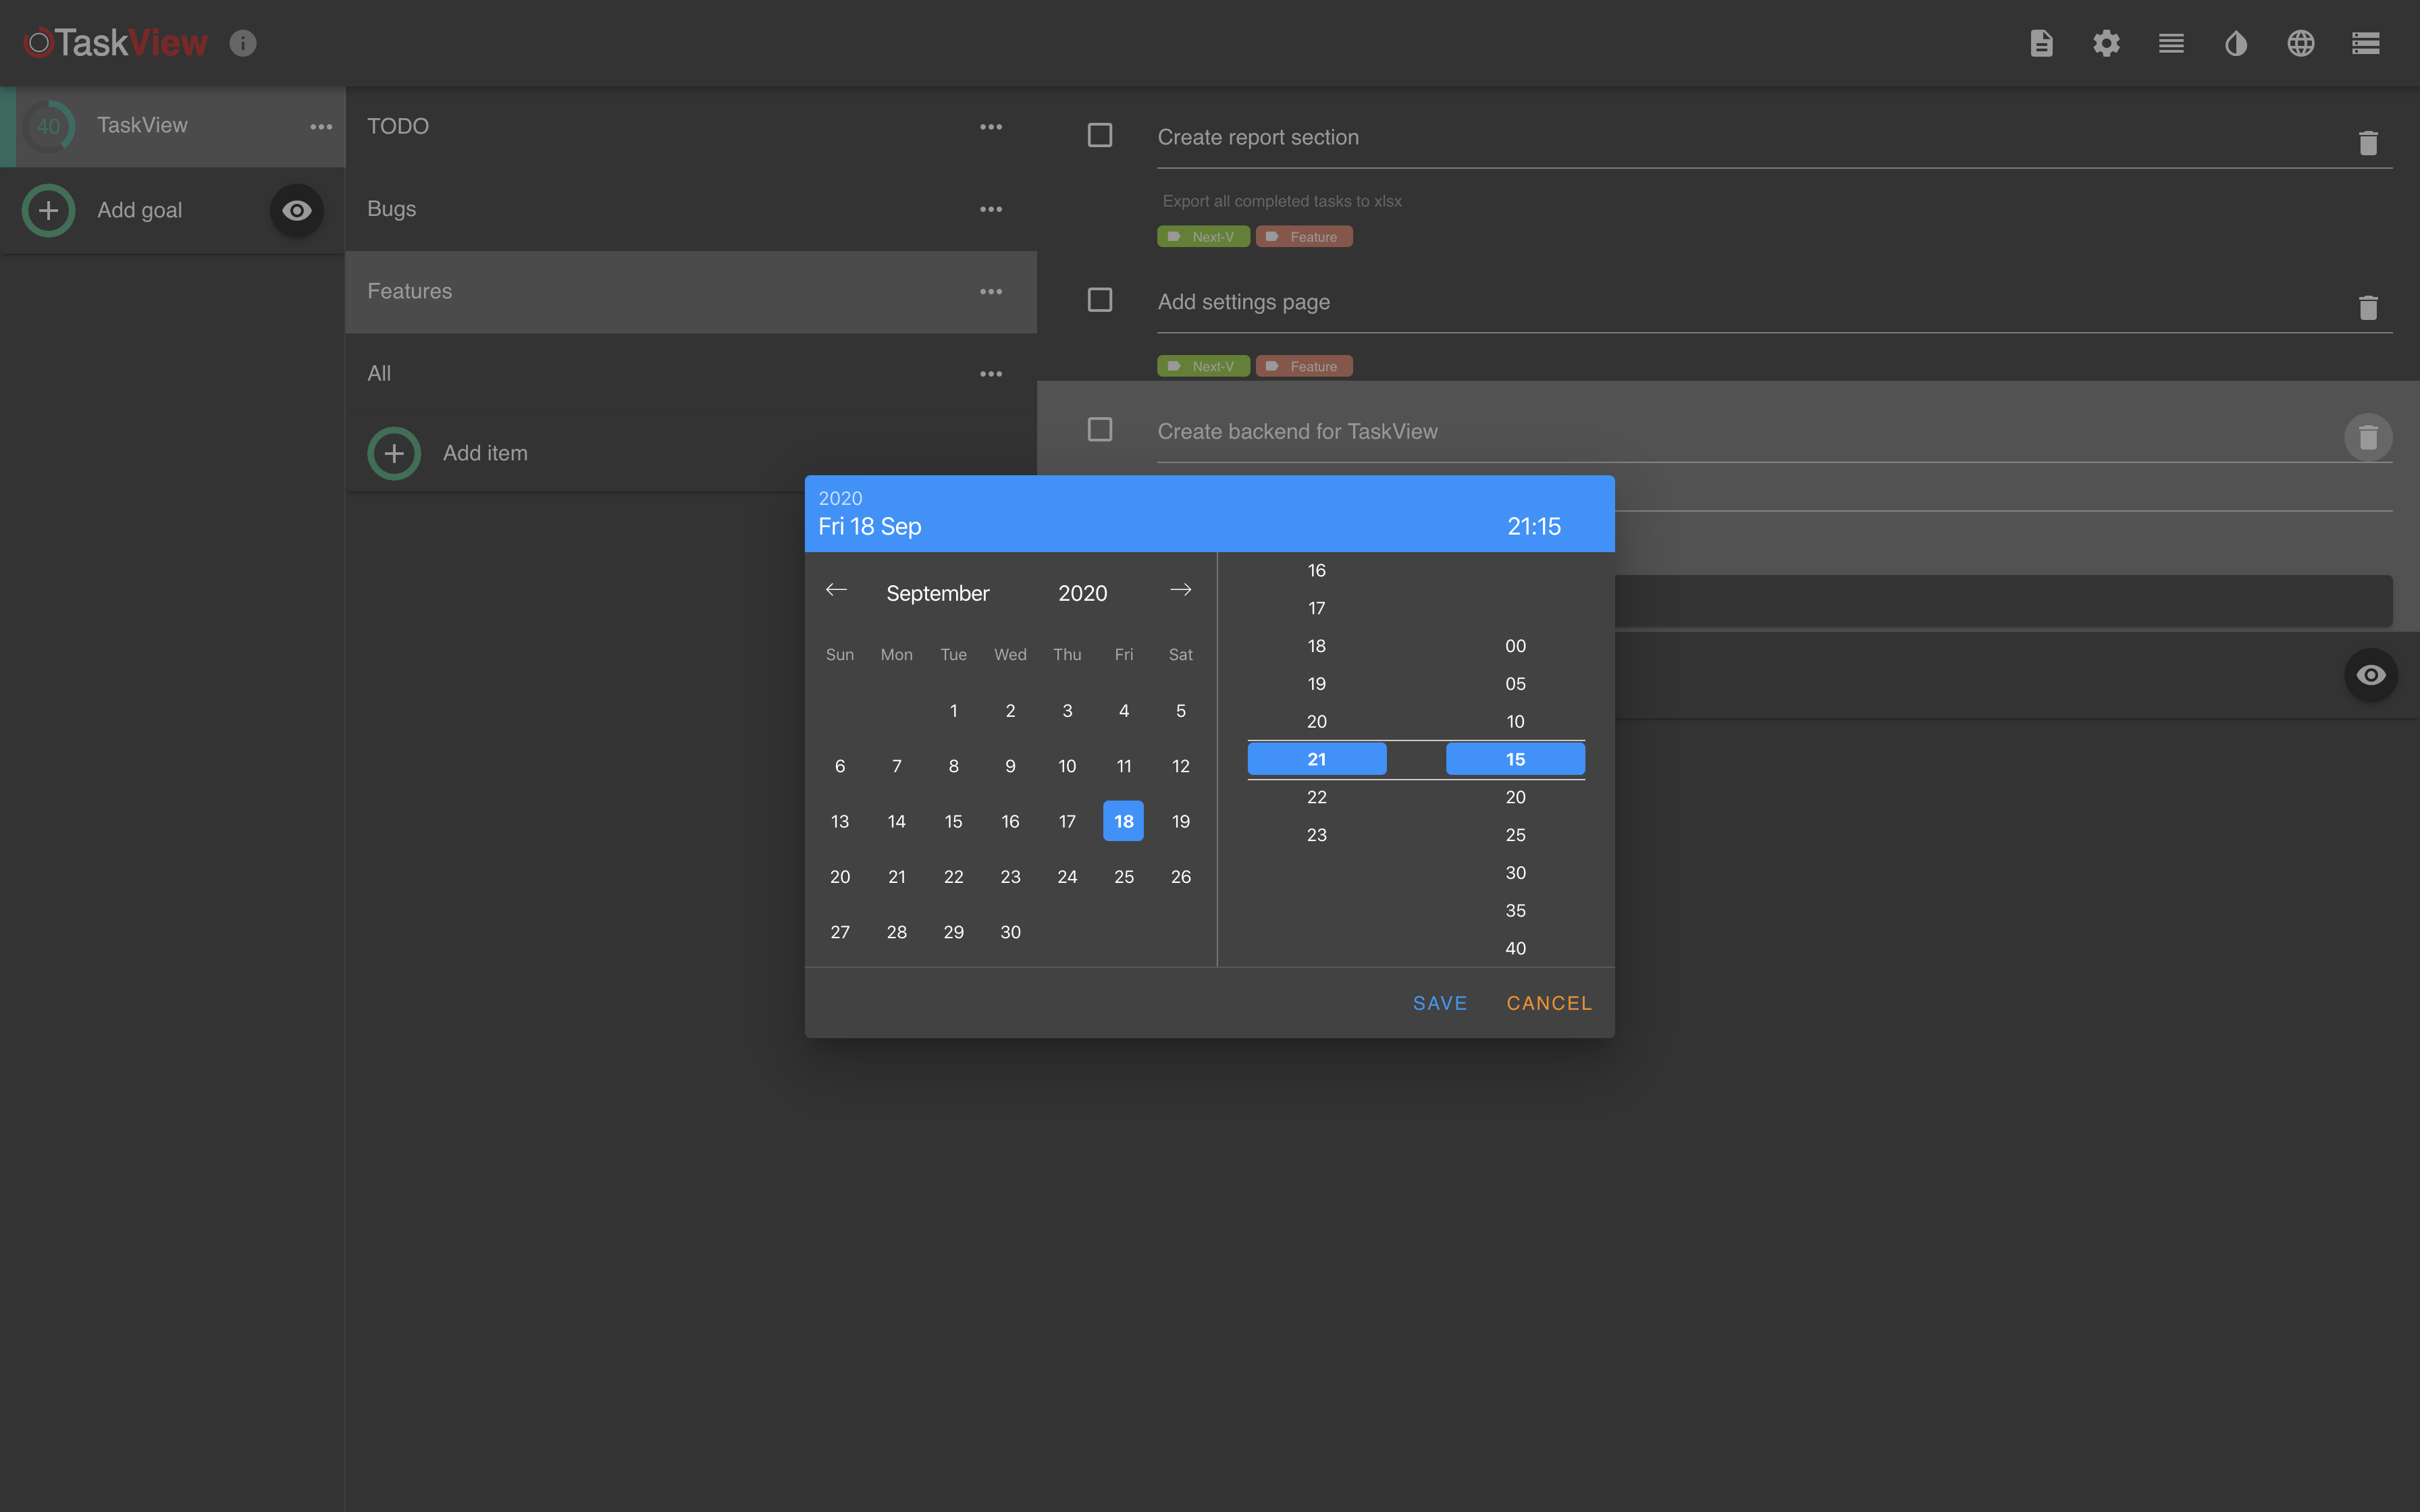 TaskView
40 TaskView
Add goal
TODO
Bugs
Features
All
Add item
Create report section
Export all completed tasks to xlsx
Next-V Feature
Add settings page
Next-V Feature
Create backend for TaskView
2020
Fri 18 Sep 21:15
September 2020
Sun Mon Tue Wed Thu Fri Sat
1 2 3 4 5
6 7 8 9 10 11 12
13 14 15 16 17 18 19
20 21 22 23 24 25 26
27 28 29 30
16
17
18
19
20
21
22
23
00
05
10
15
20
25
30
35
40
SAVE CANCEL